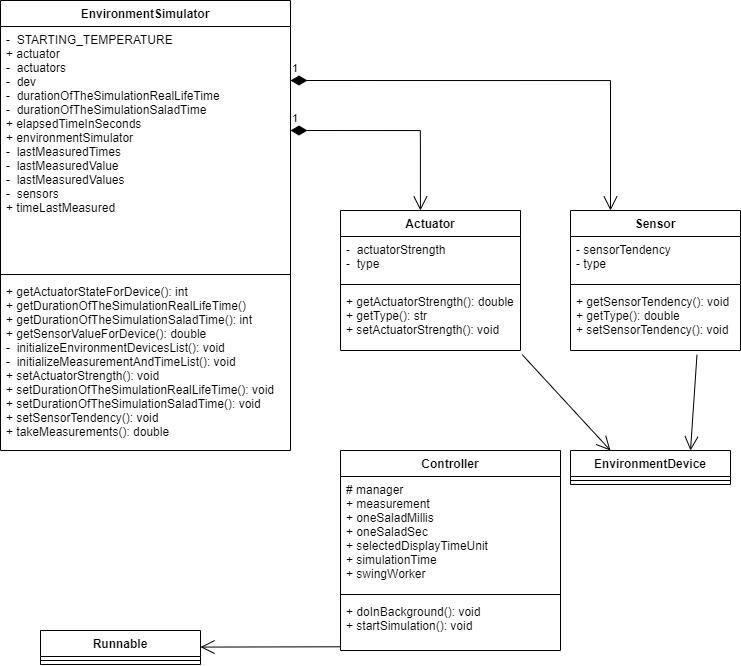 EnvironmentSimulator
- STARTING_TEMPERATURE
+ actuator
- actuators
- dev
- durationOfTheSimulationRealLifeTime
- durationOfTheSimulationSaladTime
+ elapsedTimeInSeconds
+ environmentSimulator
- lastMeasuredTimes
- lastMeasuredValue
- lastMeasuredValues
- sensors
+ timeLastMeasured
+ getActuatorStateForDevice(): int
+ getDurationOfTheSimulationRealLifeTime()
+ getDurationOfTheSimulationSaladTime(): int
+ getSensorValueForDevice(): double
- initializeEnvironmentDevicesList(): void
- initializeMeasurementAndTimeList(): void
+ setActuatorStrength(): void
+ setDurationOfTheSimulationRealLifeTime(): void
+ setDurationOfTheSimulationSaladTime(): void
+ setSensorTendency(): void
+ takeMeasurements(): double
1
1
Actuator
- actuatorStrength
- type
+ getActuatorStrength(): double
+ getType(): str
+ setActuatorStrength(): void
Sensor
- sensorTendency
- type
+ getSensorTendency(): void
+ getType(): double
+ setSensorTendency(): void
Controller
# manager
+ measurement
+ oneSaladMillis
+ oneSaladSec
+ selectedDisplayTimeUnit
+ simulationTime
+ swingWorker
+ doInBackground(): void
+ startSimulation(): void
EnvironmentDevice
Runnable